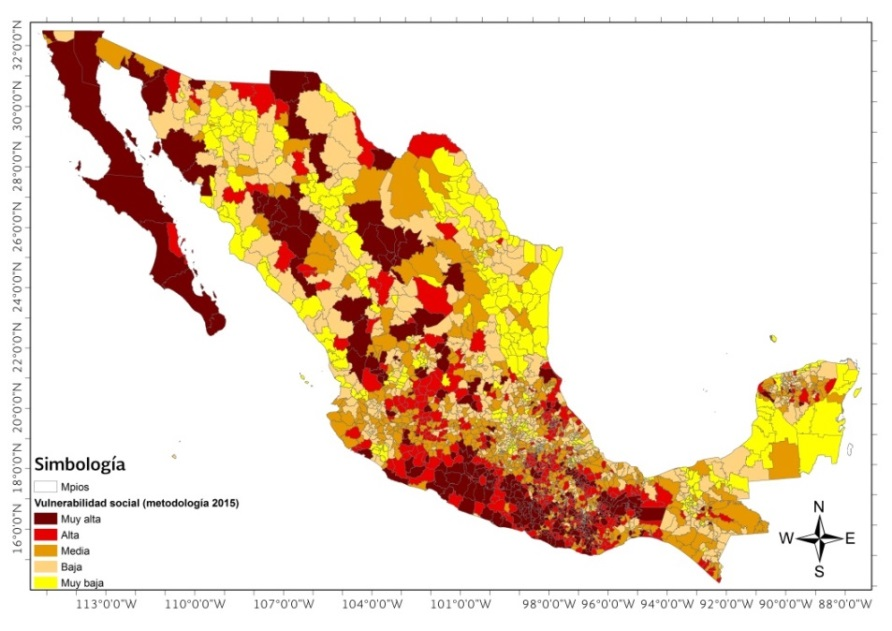 32°0'0"N
30°0'0"N
28°0'0"N
26°0'0"N
24°0'0"N
22°0'0"N
20°0'0"N
18°0'0"N
16°0'0"N
Simbología
Mpios
Vulnerabilidad social (metodología 2015)
Muy alta
Alta
Media
Baja
Muy baja
N
W E
S
113°0'0"W 110°0'0"W 107°0'0"W 104°0'0"W 101°0'0"W 98°0'0"W 96°0'0"W 94°0'0"W 92°0'0"W 90°0'0"W 88°0'0"W